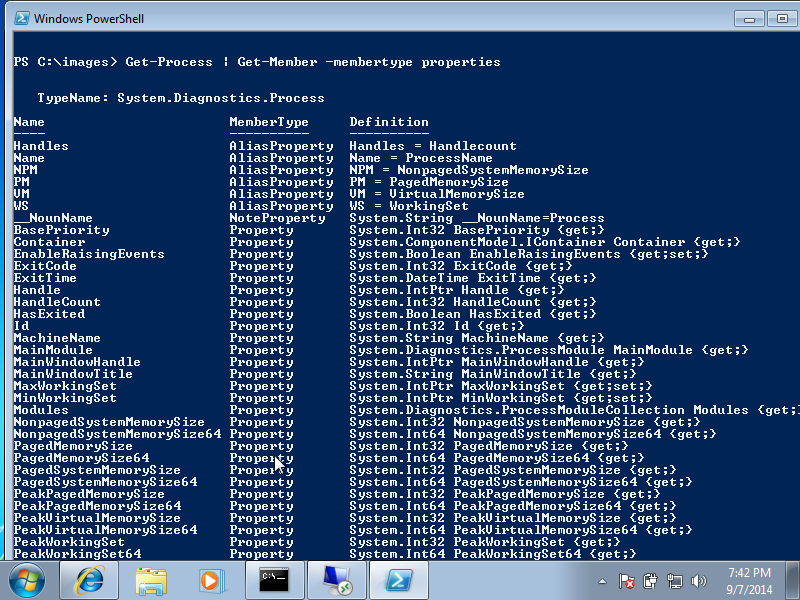 Windows PowerShell
PS C:\images> Get-Process | Get-Member -membertype properties
TypeName: System.Diagnostics.Process
Name MemberType Definition
---- ---------- ----------
Handles AliasProperty Handles = Handlecount
Name AliasProperty Name = ProcessName
NPM AliasProperty NPM = NonpagedSystemMemorySize
PM AliasProperty PM = PagedMemorySize
VM AliasProperty VM = VirtualMemorySize
WS AliasProperty WS = WorkingSet
__NounName NoteProperty System.String __NounName=Process
BasePriority Property System.Int32 BasePriority {get;}
Container Property System.ComponentModel.IContainer Container {get;}
EnableRaisingEvents Property System.Boolean EnableRaisingEvents {get;set;}
ExitCode Property System.Int32 ExitCode {get;}
ExitTime Property System.DateTime ExitTime {get;}
Handle Property System.IntPtr Handle {get;}
HandleCount Property System.Int32 HandleCount {get;}
HasExited Property System.Boolean HasExited {get;}
Id Property System.Int32 Id {get;}
MachineName Property System.String MachineName {get;}
MainModule Property System.Diagnostics.ProcessModule MainModule {get;}
MainWindowHandle Property System.IntPtr MainWindowHandle {get;}
MainWindowTitle Property System.String MainWindowTitle {get;}
MaxWorkingSet Property System.IntPtr MaxWorkingSet {get;set;}
MinWorkingSet Property System.IntPtr MinWorkingSet {get;set;}
Modules Property System.Diagnostics.ProcessModuleCollection Modules {get;}
NonpagedSystemMemorySize Property System.Int32 NonpagedSystemMemorySize {get;}
NonpagedSystemMemorySize64 Property System.Int64 NonpagedSystemMemorySize64 {get;}
PagedMemorySize Property System.Int32 PagedMemorySize {get;}
PagedMemorySize64 Property System.Int64 PagedMemorySize64 {get;}
PagedSystemMemorySize Property System.Int32 PagedSystemMemorySize {get;}
PagedSystemMemorySize64 Property System.Int64 PagedSystemMemorySize64 {get;}
PeakPagedMemorySize Property System.Int32 PeakPagedMemorySize {get;}
PeakPagedMemorySize64 Property System.Int64 PeakPagedMemorySize64 {get;}
PeakVirtualMemorySize Property System.Int32 PeakVirtualMemorySize {get;}
PeakVirtualMemorySize64 Property System.Int64 PeakVirtualMemorySize64 {get;}
PeakWorkingSet Property System.Int32 PeakWorkingSet {get;}
PeakWorkingSet64 Property System.Int64 PeakWorkingSet64 {get;}
C:\_
7:42 PM
9/7/2014